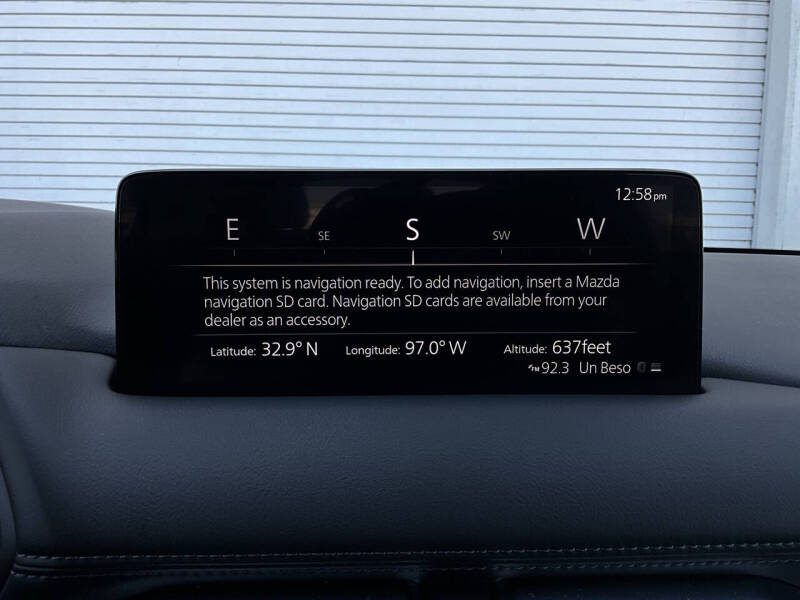 12:58pm
E SE S SW W
This system is navigation ready. To add navigation, insert a Mazda
navigation SD card. Navigation SD cards are available from your
dealer as an accessory.
Latitude: 32.9° N Longitude: 97.0° W Altitude: 637feet
FM 92.3 Un Beso